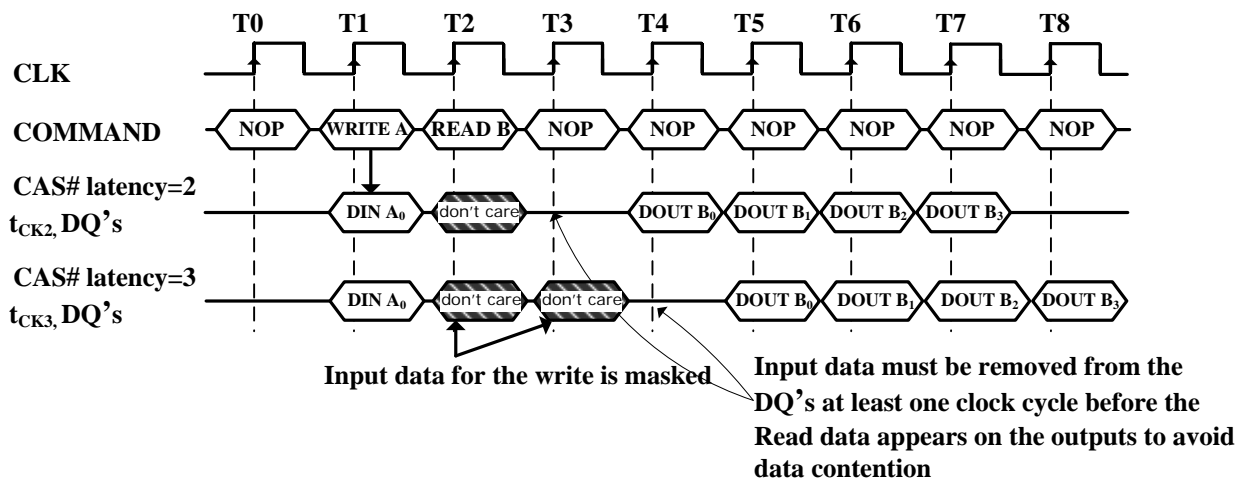 T0 T1 T2 T3 T4 T5 T6 T7 T8
CLK
COMMAND NOP WRITE A READ B NOP NOP NOP NOP NOP NOP
CAS# latency=2
tCK2, DQ's DIN A0 don't care DOUT B0 DOUT B1 DOUT B2 DOUT B3
CAS# latency=3
tCK3, DQ's DIN A0 don't care don't care DOUT B0 DOUT B1 DOUT B2 DOUT B3
Input data for the write is masked
Input data must be removed from the
DQ's at least one clock cycle before the
Read data appears on the outputs to avoid
data contention